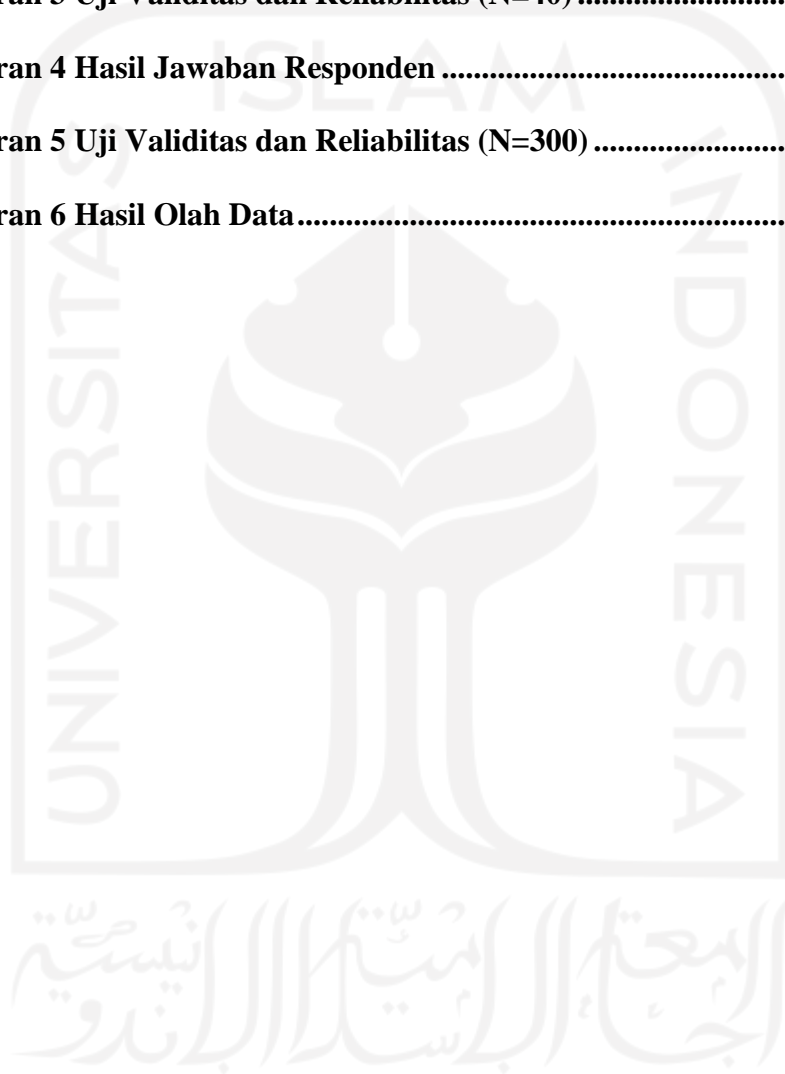 ran 3 Uji Validitas dan Reliabilitas (N=40)..........................
ran 4 Hasil Jawaban Responden ...........................................
ran 5 Uji Validitas dan Reliabilitas (N=300) ........................
ran 6 Hasil Olah Data.............................................................
ISLAM
UNIVERSITAS
INDONESIA